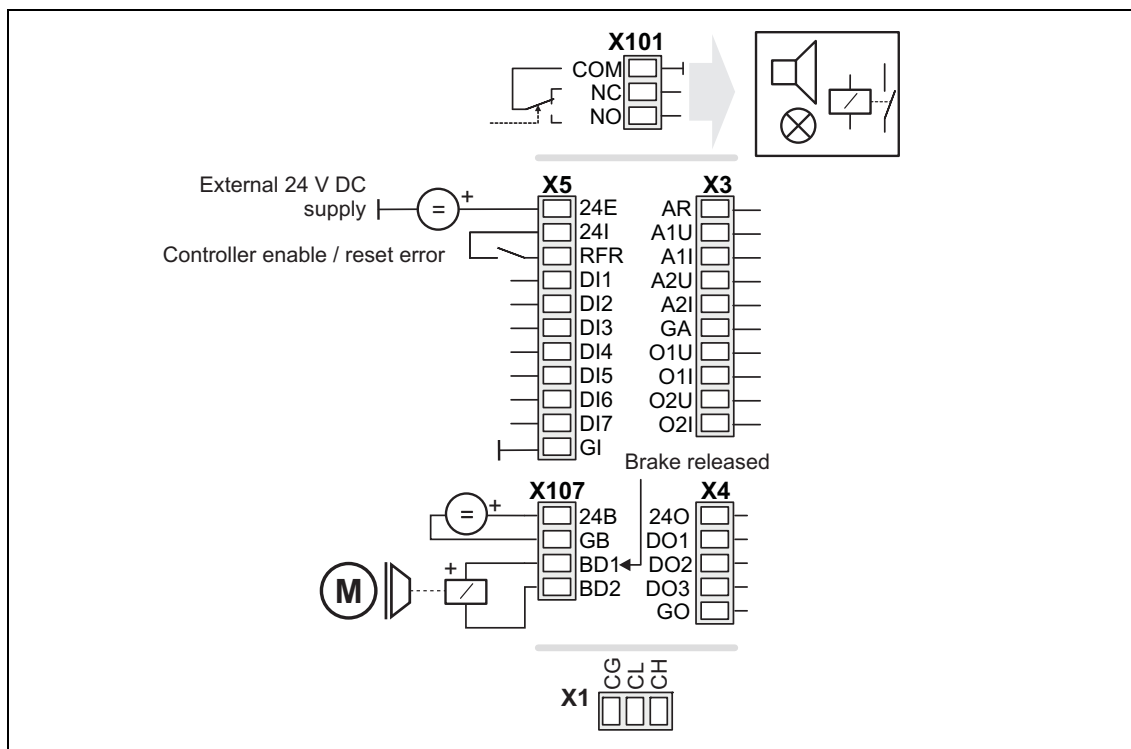 X101
COM
NC
NO
External 24 V DC
supply
=
+
Controller enable / reset error
X5
24E
24I
RFR
DI1
DI2
DI3
DI4
DI5
DI6
DI7
GI
X3
AR
A1U
A1I
A2U
A2I
GA
O1U
O1I
O2U
O2I
Brake released
X107
=
+
24B
GB
BD1
BD2
M
+
X4
24O
DO1
DO2
DO3
GO
X1
CG
CL
CH